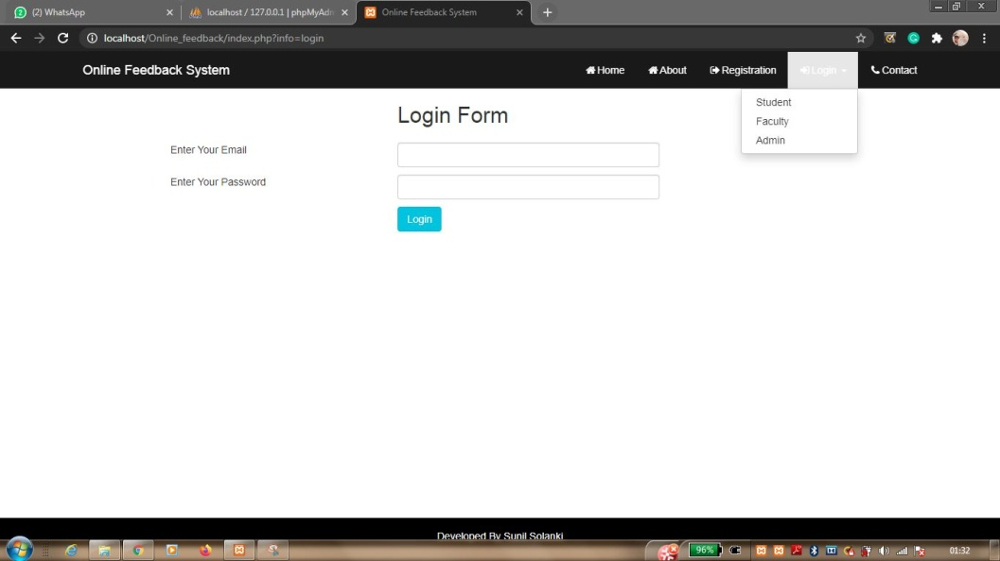 (2) WhatsApp
localhost / 127.0.0.1 | phpMyAdn
Online Feedback System
localhost/Online_feedback/index.php?info=login
Online Feedback System
Home
About
Registration
Login
Contact
Student
Faculty
Admin
Login Form
Enter Your Email
Enter Your Password
Login
Developed By Sunil Solanki
96%
01:32